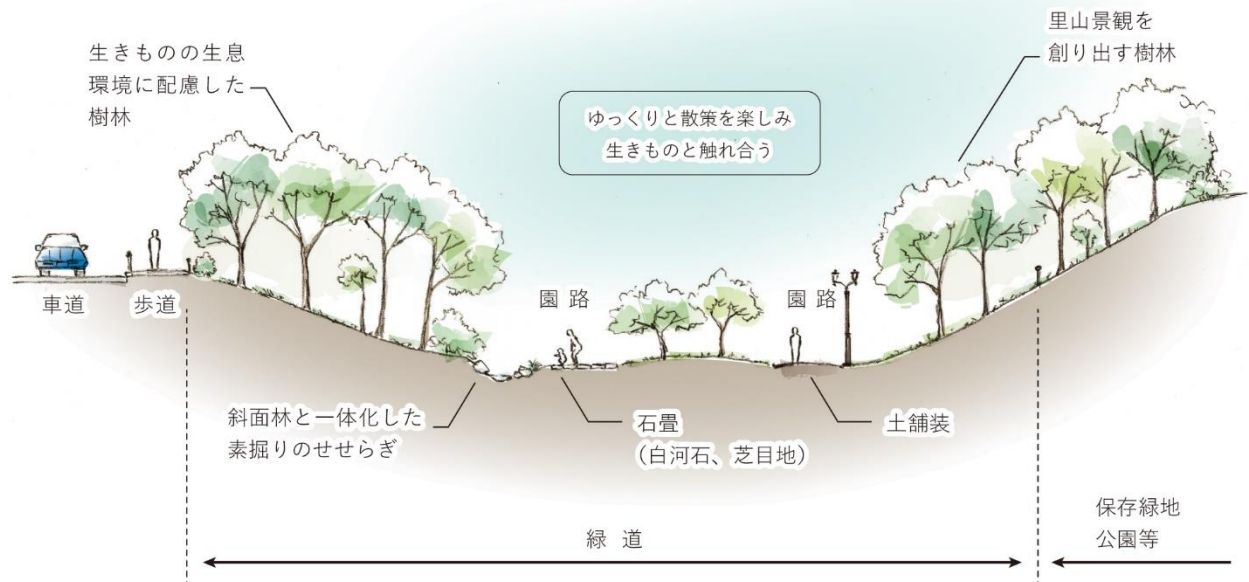 生きものの生息
環境に配慮した
樹林
ゆっくりと散策を楽しみ
生きものと触れ合う
里山景観を
創り出す樹林
車道
歩道
園路
園路
斜面林と一体化した
素掘りのせせらぎ
石畳
（白河石、芝目地）
土舗装
緑道
保存緑地
公園等